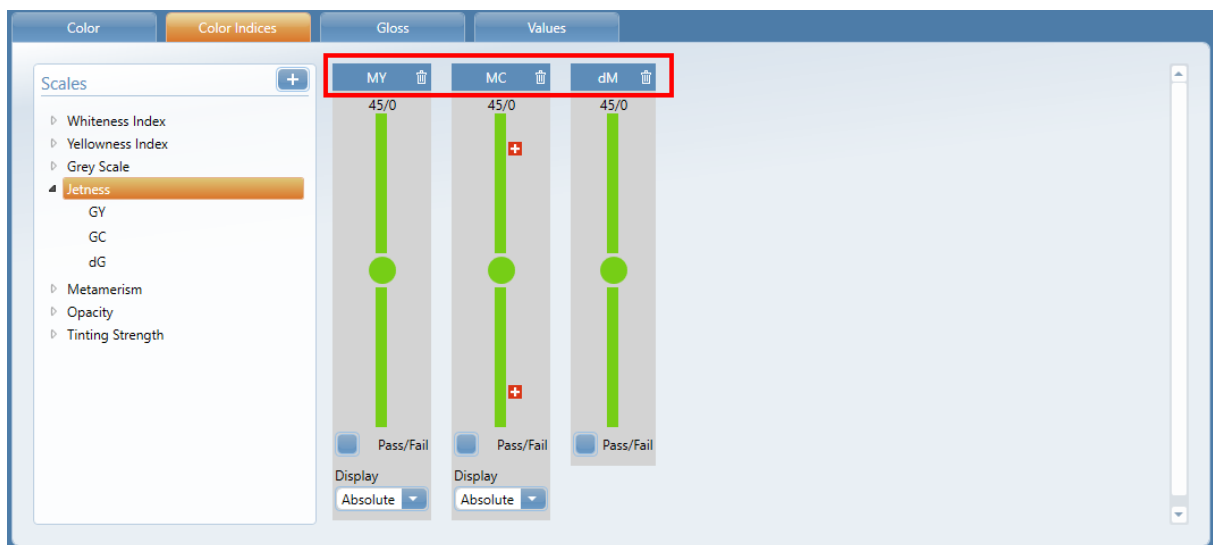 Color Color Indices Gloss Values
Scales
Whiteness Index
Yellowness Index
Grey Scale
Jetness
GY
GC
dG
Metamerism
Opacity
Tinting Strength
MY MC dM
45/0 45/0 45/0
Pass/Fail Pass/Fail Pass/Fail
Display Display
Absolute Absolute